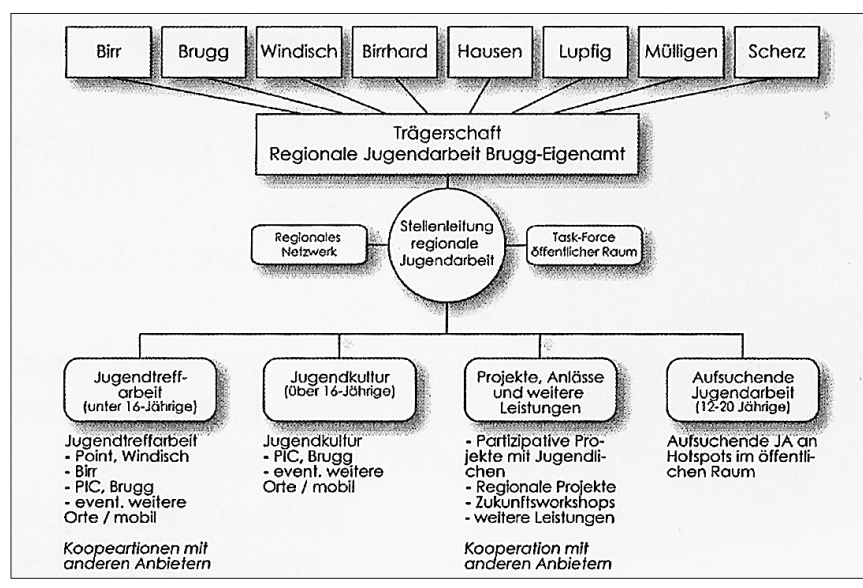 Birr
Brugg
Windisch
Birrhard
Hausen
Lupfig
Mülligen
Scherz
Trägerschaft
Regionale Jugendarbeit Brugg-Eigenamt
Regionales
Netzwerk
Stellenleitung
regionale
Jugendarbeit
Task-Force
öffentlicher Raum
Jugendtreff-
arbeit
(unter 16-Jährige)
Jugendtreffarbeit
- Point, Windisch
- Birr
- PIC, Brugg
- event. weitere
Orte / mobil
Koopeartionen mit
anderen Anbietern
Jugendkultur
(über 16-Jährige)
Jugendkultur
- PIC, Brugg
- event. weitere
Orte / mobil
Projekte, Anlässe
und weitere
Leistungen
- Partizipative Pro-
jekte mit Jugendli-
chen
- Regionale Projekte
- Zukunftsworkshops
- weitere Leistungen
Kooperation mit
anderen Anbietern
Aufsuchende
Jugendarbeit
(12-20 Jährige)
Aufsuchende JA an
Hotspots im öffent-
lichen Raum